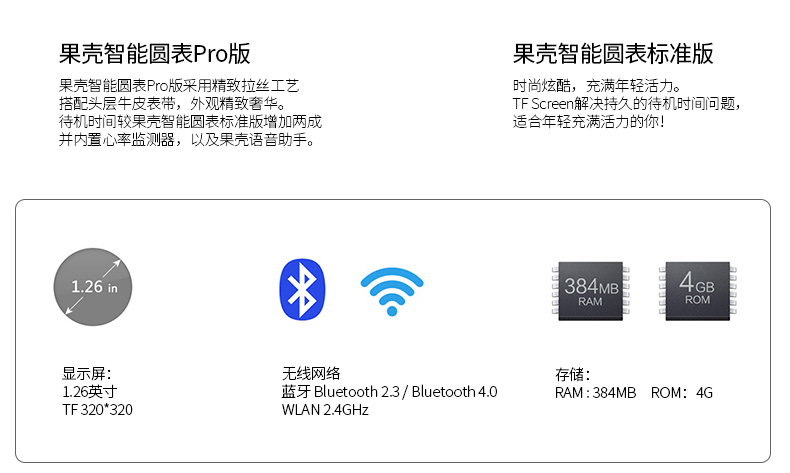 果壳智能圆表Pro版
果壳智能圆表Pro版采用精致拉丝工艺
搭配头层牛皮表带，外观精致奢华。
待机时间较果壳智能圆表标准版增加两成
并内置心率监测器，以及果壳语音助手。
果壳智能圆表标准版
时尚炫酷，充满年轻活力。
TF Screen解决持久的待机时间问题，
适合年轻充满活力的你！
1.26 in
384MB
RAM
4GB
ROM
显示屏：
1.26英寸
TF 320*320
无线网络
蓝牙 Bluetooth 2.3 / Bluetooth 4.0
WLAN 2.4GHz
存储：
RAM : 384MB ROM：4G